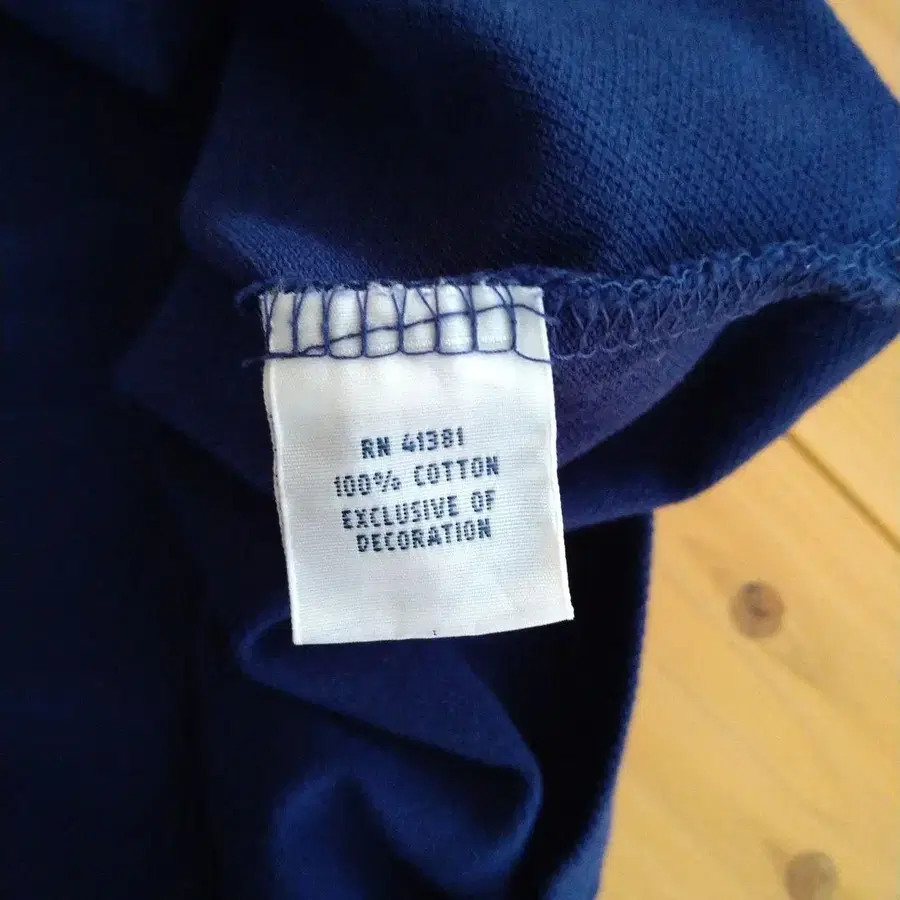 RN 41381
100% COTTON
EXCLUSIVE OF
DECORATION